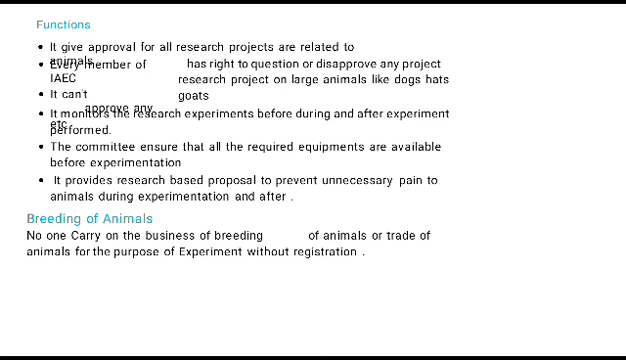 Functions
• It give approval for all research projects are related to
animals
• Every member of IAEC has right to question or disapprove any project
• It can't approve any research project on large animals like dogs hats
goats etc
• It monitors the research experiments before during and after experiment
performed.
• The committee ensure that all the required equipments are available
before experimentation
• It provides research based proposal to prevent unnecessary pain to
animals during experimentation and after .
Breeding of Animals
No one Carry on the business of breeding of animals or trade of
animals for the purpose of Experiment without registration .